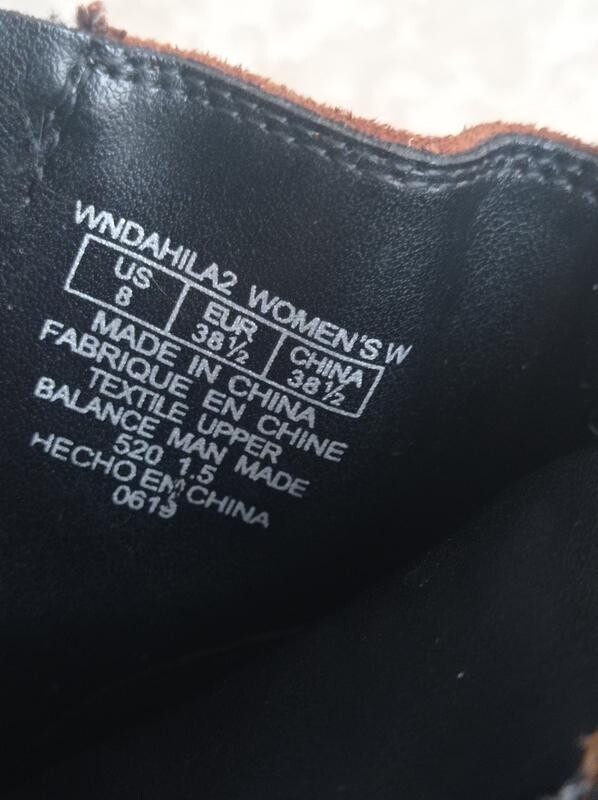 WNDAHILA2 WOMEN'S W
US EUR CHINA
8 38½ 38½
MADE IN CHINA
FABRIQUE EN CHINE
TEXTILE UPPER
BALANCE MAN MADE
520 1.5
HECHO EN CHINA
0619